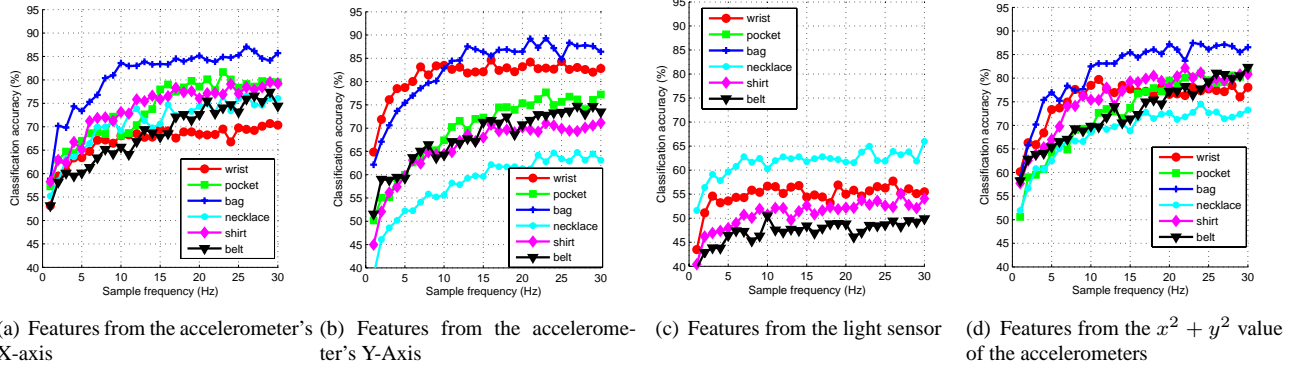 Classification accuracy (%)
95
90
85
80
75
70
65
60
55
50
45
40
0 5 10 15 20 25 30
Sample frequency (Hz)
wrist
pocket
bag
necklace
shirt
belt
(a) Features from the accelerometer's
X-axis
Classification accuracy (%)
95
90
85
80
75
70
65
60
55
50
45
40
0 5 10 15 20 25 30
Sample frequency (Hz)
wrist
pocket
bag
necklace
shirt
belt
(b) Features from the accelerome-
ter's Y-Axis
Classification accuracy (%)
95
90
85
80
75
70
65
60
55
50
45
40
0 5 10 15 20 25 30
Sample frequency (Hz)
wrist
pocket
bag
necklace
shirt
belt
(c) Features from the light sensor
Classification accuracy (%)
95
90
85
80
75
70
65
60
55
50
45
40
0 5 10 15 20 25 30
Sample frequency (Hz)
wrist
pocket
bag
necklace
shirt
belt
(d) Features from the x² + y² value
of the accelerometers